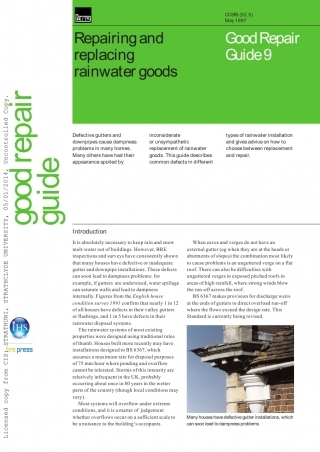 bre
CI/SfB (52.5)
May 1997
Repairing and
replacing
rainwater goods
Good Repair
Guide 9
good repair
guide
Defective gutters and
downpipes cause dampness
problems in many homes.
Many others have had their
appearance spoiled by
inconsiderate
or unsympathetic
replacement of rainwater
goods. This guide describes
common defects in different
types of rainwater installation
and gives advice on how to
choose between replacement
and repair.
Introduction
It is absolutely necessary to keep rain and snow
melt water out of buildings. However, BRE
inspections and surveys have consistently shown
that many houses have defective or inadequate
gutter and downpipe installations. These defects
can soon lead to dampness problems: for
example, if gutters are undersized, water spillage
can saturate walls and lead to dampness
internally. Figures from the English house
condition survey 1991 confirm that nearly 1 in 12
of all houses have defects in their valley gutters
or flashings, and 1 in 5 have defects in their
rainwater disposal systems.
The rainwater systems of most existing
properties were designed using traditional rules
of thumb. Houses built more recently may have
installations designed to BS 6367, which
assumes a minimum rate for disposal purposes
of 75 mm/hour where ponding and overflow
cannot be tolerated. Storms of this intensity are
relatively infrequent in the UK, probably
occurring about once in 80 years in the wetter
parts of the country (though local conditions may
vary).
Most systems will overflow under extreme
conditions, and it is a matter of judgement
whether overflows occur on a sufficient scale to
be a nuisance to the building's occupants.
When eaves and verges do not have an
external gutter (eg when they are at the heads or
abutments of slopes) the combination most likely
to cause problems is an unguttered verge on a flat
roof. There can also be difficulties with
unguttered verges in exposed pitched roofs in
areas of high rainfall, where strong winds blow
the run-off across the roof.
BS 6367 makes provision for discharge weirs
at the ends of gutters to direct overload run-off
where the flows exceed the design rate. This
Standard is currently being revised.
Many houses have defective gutter installations, which
can soon lead to dampness problems
IHS
bre press
Licensed copy from CIS: STRATHUNI, STRATHCLYDE UNIVERSITY, 05/01/2014, Uncontrolled Copy.